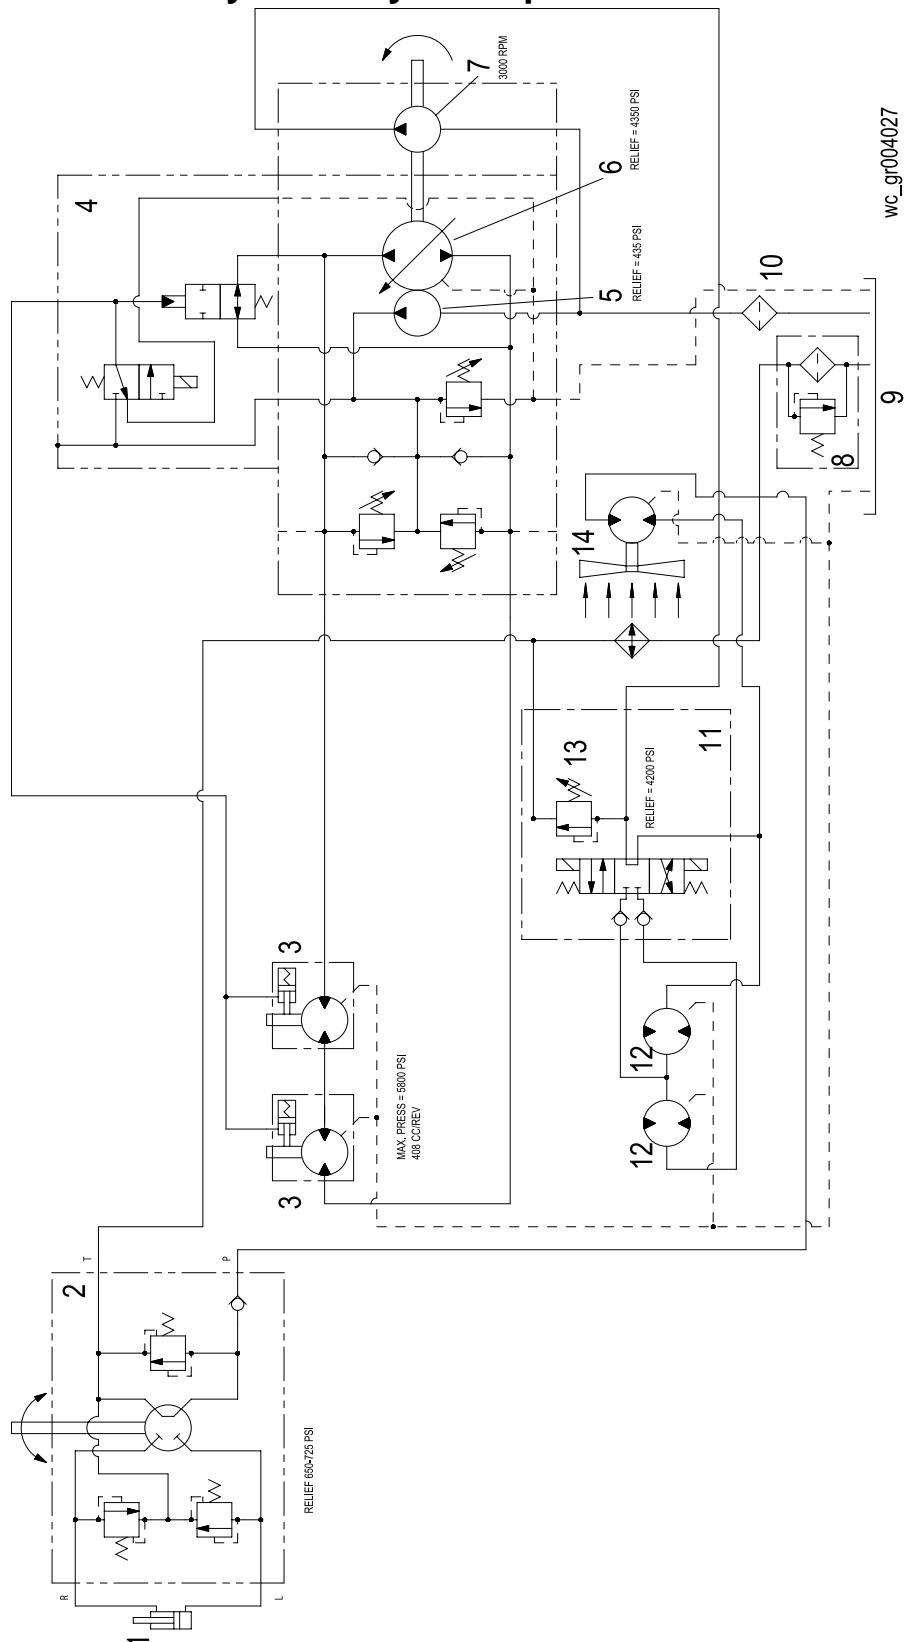 7
3000 RPM
4
6
RELIEF = 4350 PSI
5
RELIEF = 435 PSI
wc_gr004027
10
9
8
14
13
11
RELIEF = 4200 PSI
3
3
MAX. PRESS = 5800 PSI
408 CC/REV
12
12
T
P
2
RELIEF 650-725 PSI
R
L
1